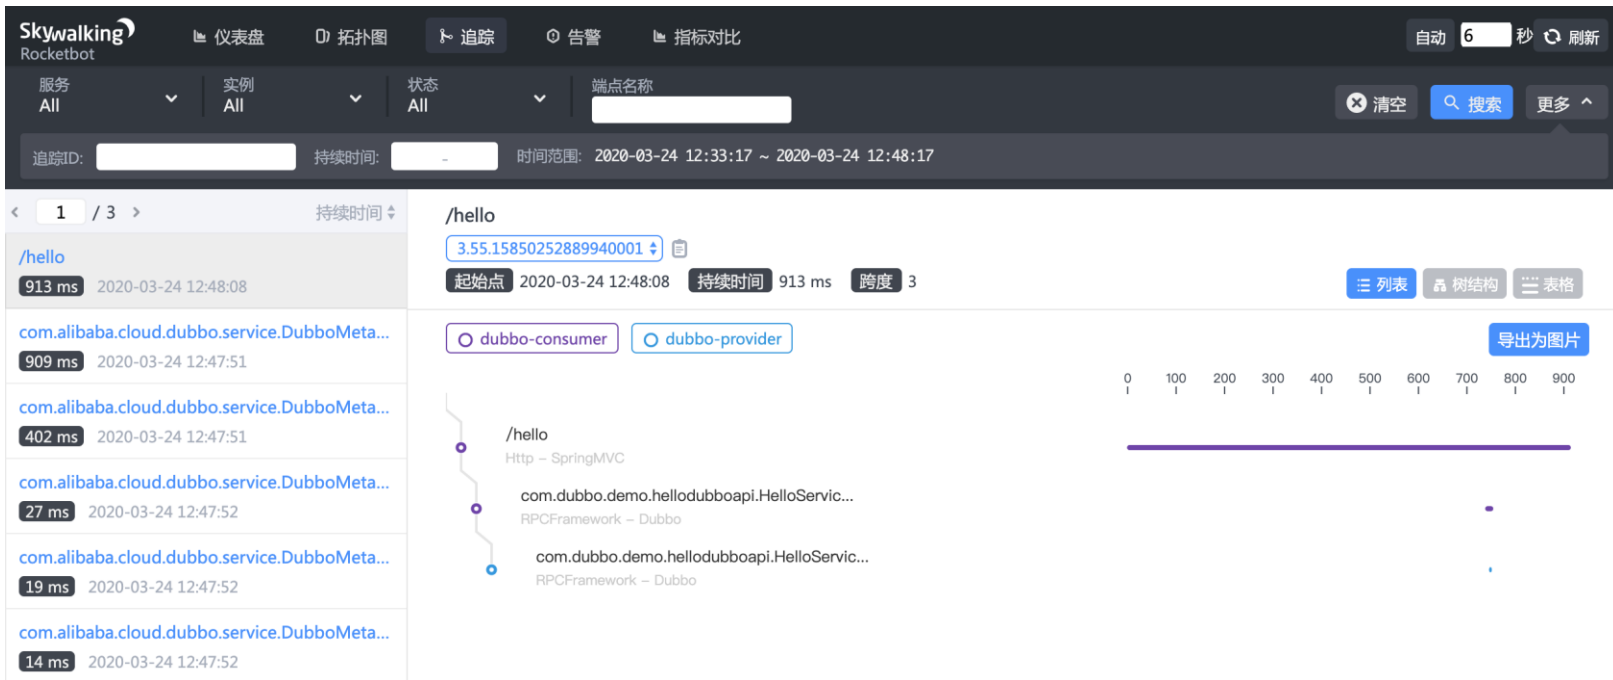 Skywalking
Rocketbot
仪表盘
拓扑图
追踪
告警
指标对比
自动 6 秒 刷新
服务
All
实例
All
状态
All
端点名称
清空
搜索
更多
追踪ID:
持续时间: -
时间范围: 2020-03-24 12:33:17 ~ 2020-03-24 12:48:17
1 / 3
持续时间
/hello
913 ms 2020-03-24 12:48:08
com.alibaba.cloud.dubbo.service.DubboMeta...
909 ms 2020-03-24 12:47:51
com.alibaba.cloud.dubbo.service.DubboMeta...
402 ms 2020-03-24 12:47:51
com.alibaba.cloud.dubbo.service.DubboMeta...
27 ms 2020-03-24 12:47:52
com.alibaba.cloud.dubbo.service.DubboMeta...
19 ms 2020-03-24 12:47:52
com.alibaba.cloud.dubbo.service.DubboMeta...
14 ms 2020-03-24 12:47:52
/hello
3.55.15850252889940001
起始点 2020-03-24 12:48:08 持续时间 913 ms 跨度 3
列表 树结构 表格
dubbo-consumer dubbo-provider
导出为图片
0 100 200 300 400 500 600 700 800 900
/hello
Http – SpringMVC
com.dubbo.demo.hellodubboapi.HelloServic...
RPCFramework – Dubbo
com.dubbo.demo.hellodubboapi.HelloServic...
RPCFramework – Dubbo